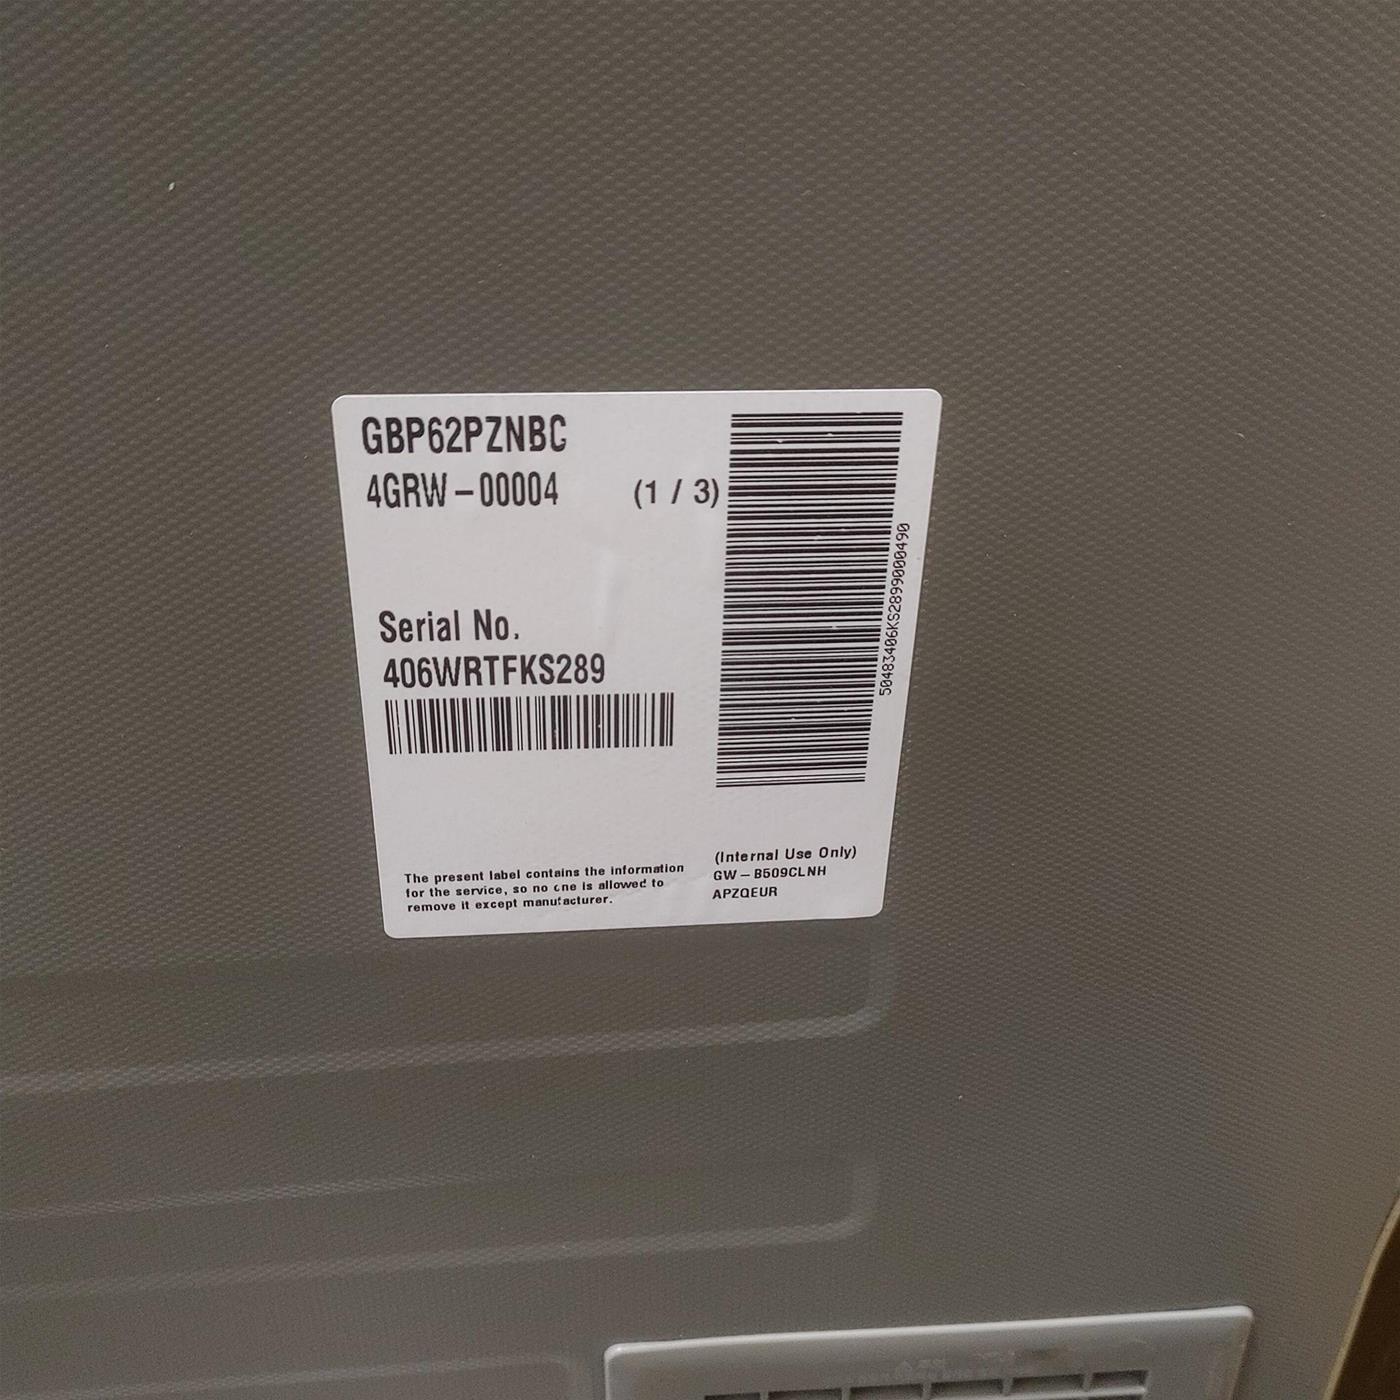 GBP62PZNBC
4GRW-00004 (1 / 3)
Serial No.
406WRTFKS289
50483406KS2899000490
The present label contains the information
for the service, so no one is allowed to
remove it except manufacturer.
(Internal Use Only)
GW-B509CLNH
APZQEUR